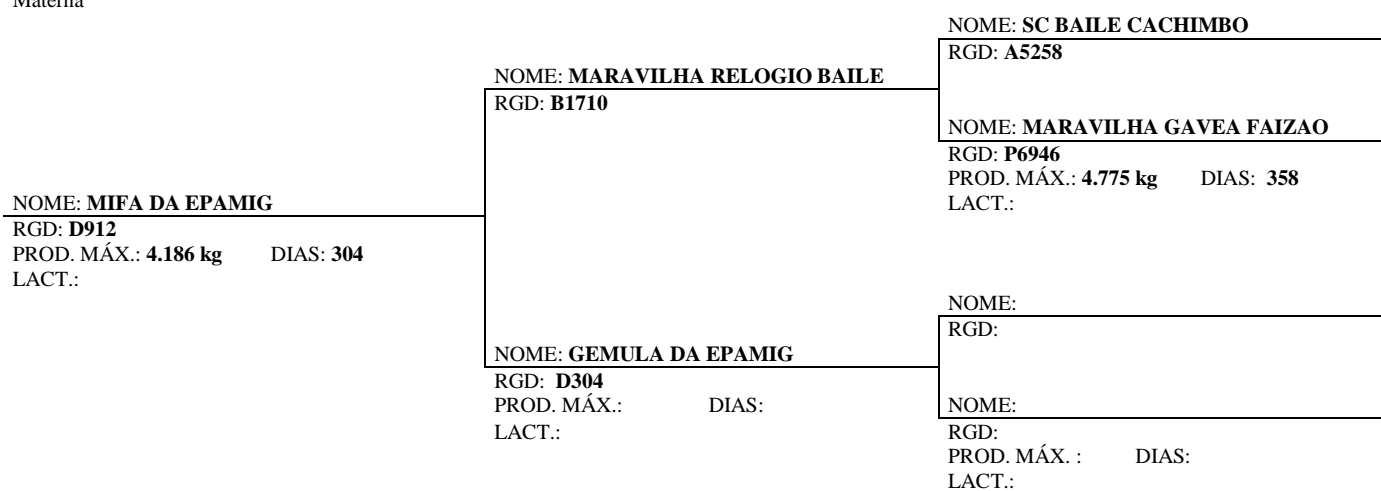 Materna
NOME: SC BAILE CACHIMBO
RGD: A5258
NOME: MARAVILHA RELOGIO BAILE
RGD: B1710
NOME: MARAVILHA GAVEA FAIZAO
RGD: P6946
PROD. MÁX.: 4.775 kg DIAS: 358
LACT.:
NOME: MIFA DA EPAMIG
RGD: D912
PROD. MÁX.: 4.186 kg DIAS: 304
LACT.:
NOME:
RGD:
NOME: GEMULA DA EPAMIG
RGD: D304
PROD. MÁX.: DIAS:
LACT.:
NOME:
RGD:
PROD. MÁX. : DIAS:
LACT.: